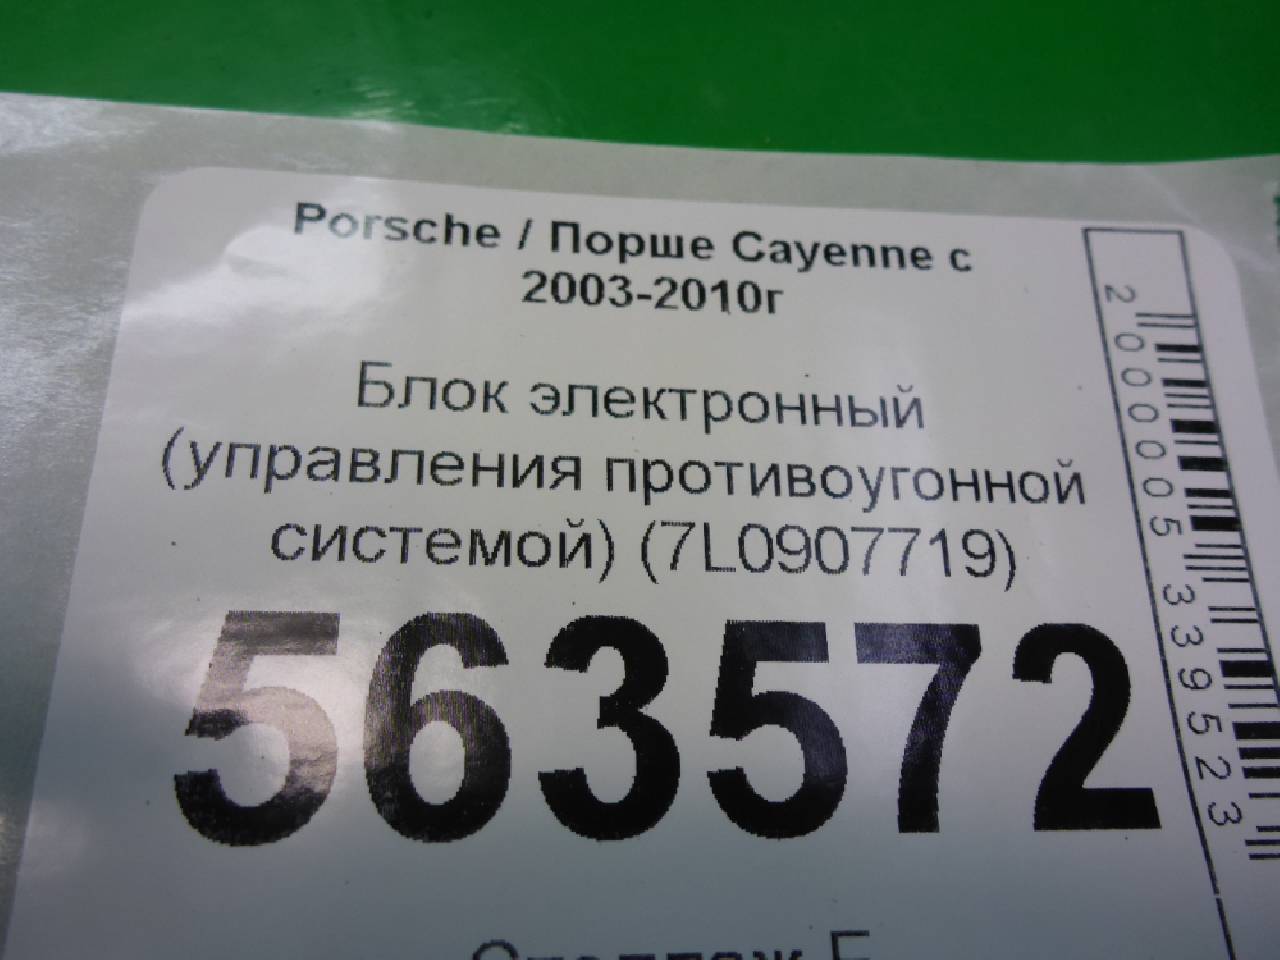 Porsche / Порше Cayenne с
2003-2010г
Блок электронный
(управления противоугонной
системой) (7L0907719)
563572
2000005339523